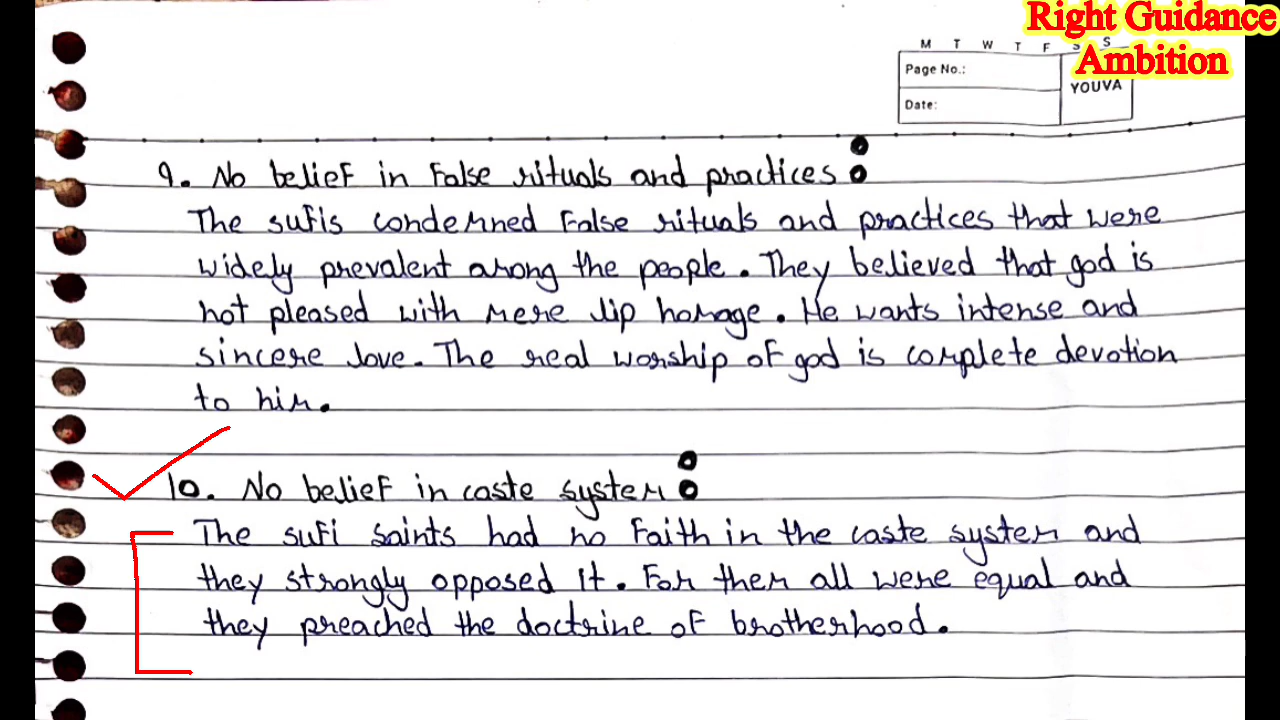 Right Guidance
Ambition
M T W T F S S
Page No.:
YOUVA
Date:
9. No belief in false rituals and practices:
The sufis condemned false rituals and practices that were
widely prevalent among the people. They believed that god is
not pleased with mere lip homage. He wants intense and
sincere love. The real worship of god is complete devotion
to him.
10. No belief in caste system:
The sufi saints had no faith in the caste system and
they strongly opposed it. For them all were equal and
they preached the doctrine of brotherhood.